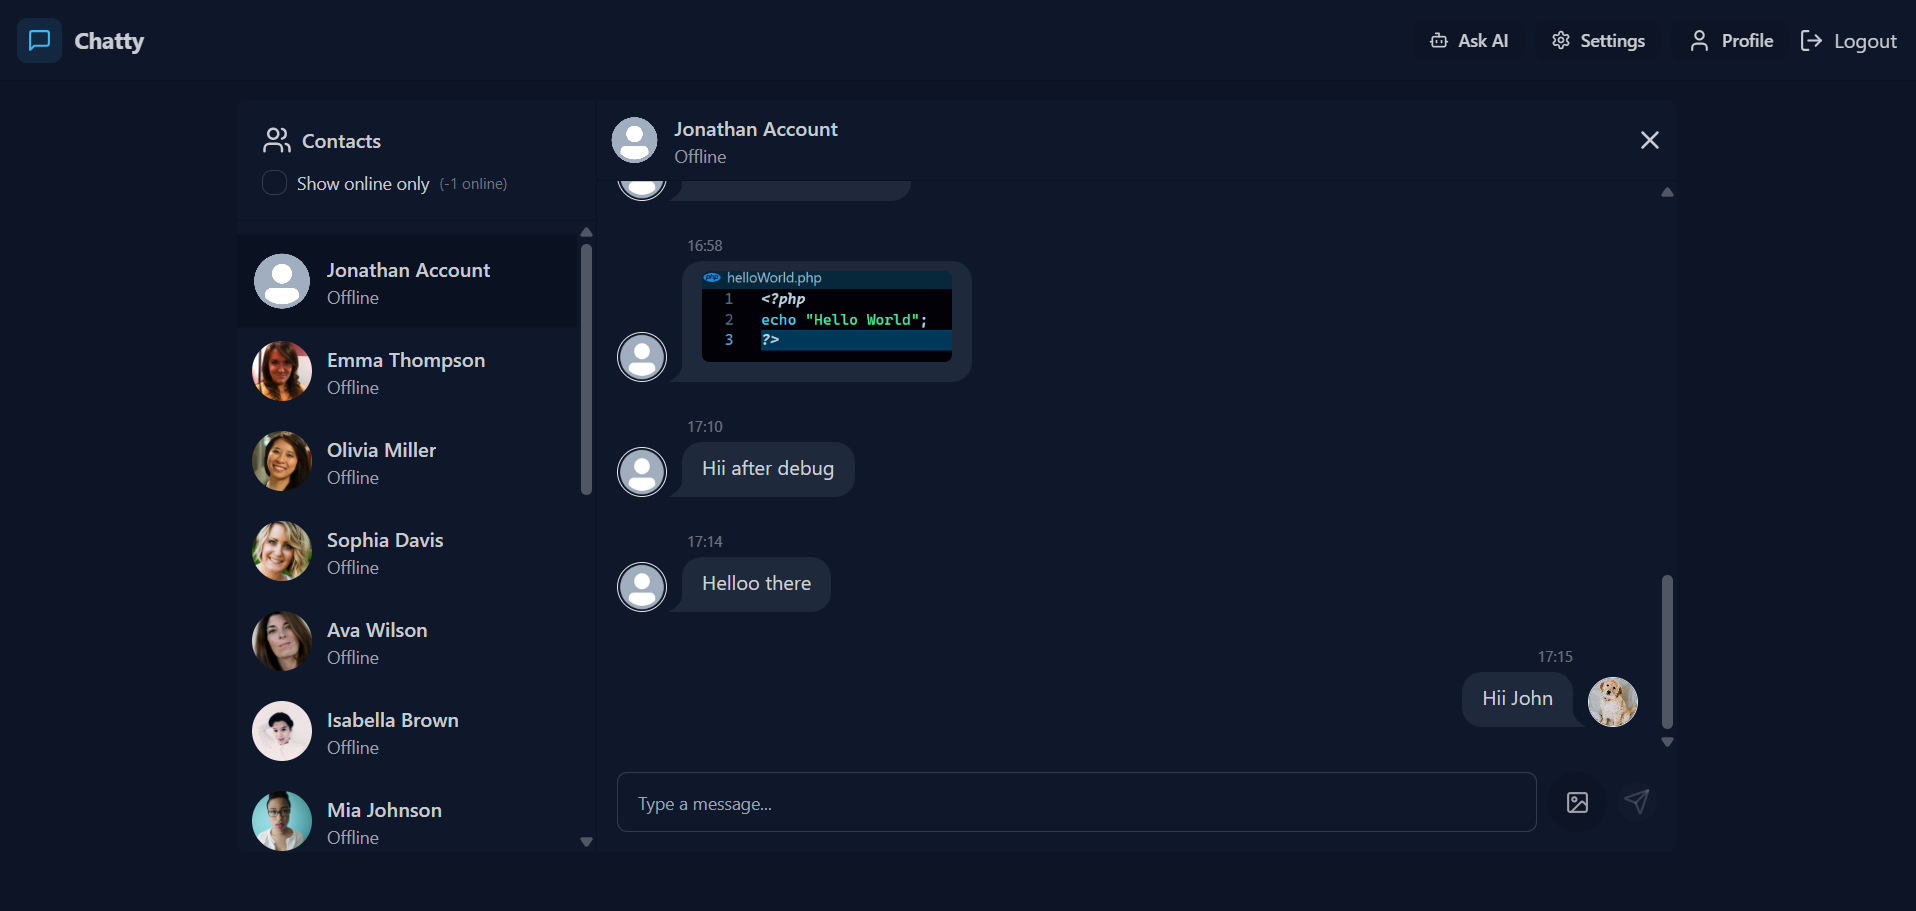 Chatty
Ask AI
Settings
Profile
Logout
Contacts
Show online only (-1 online)
Jonathan Account
Offline
Emma Thompson
Offline
Olivia Miller
Offline
Sophia Davis
Offline
Ava Wilson
Offline
Isabella Brown
Offline
Mia Johnson
Offline
Jonathan Account
Offline
16:58
php helloWorld.php
1 <?php
2 echo "Hello World";
3 ?>
17:10
Hii after debug
17:14
Helloo there
17:15
Hii John
Type a message...